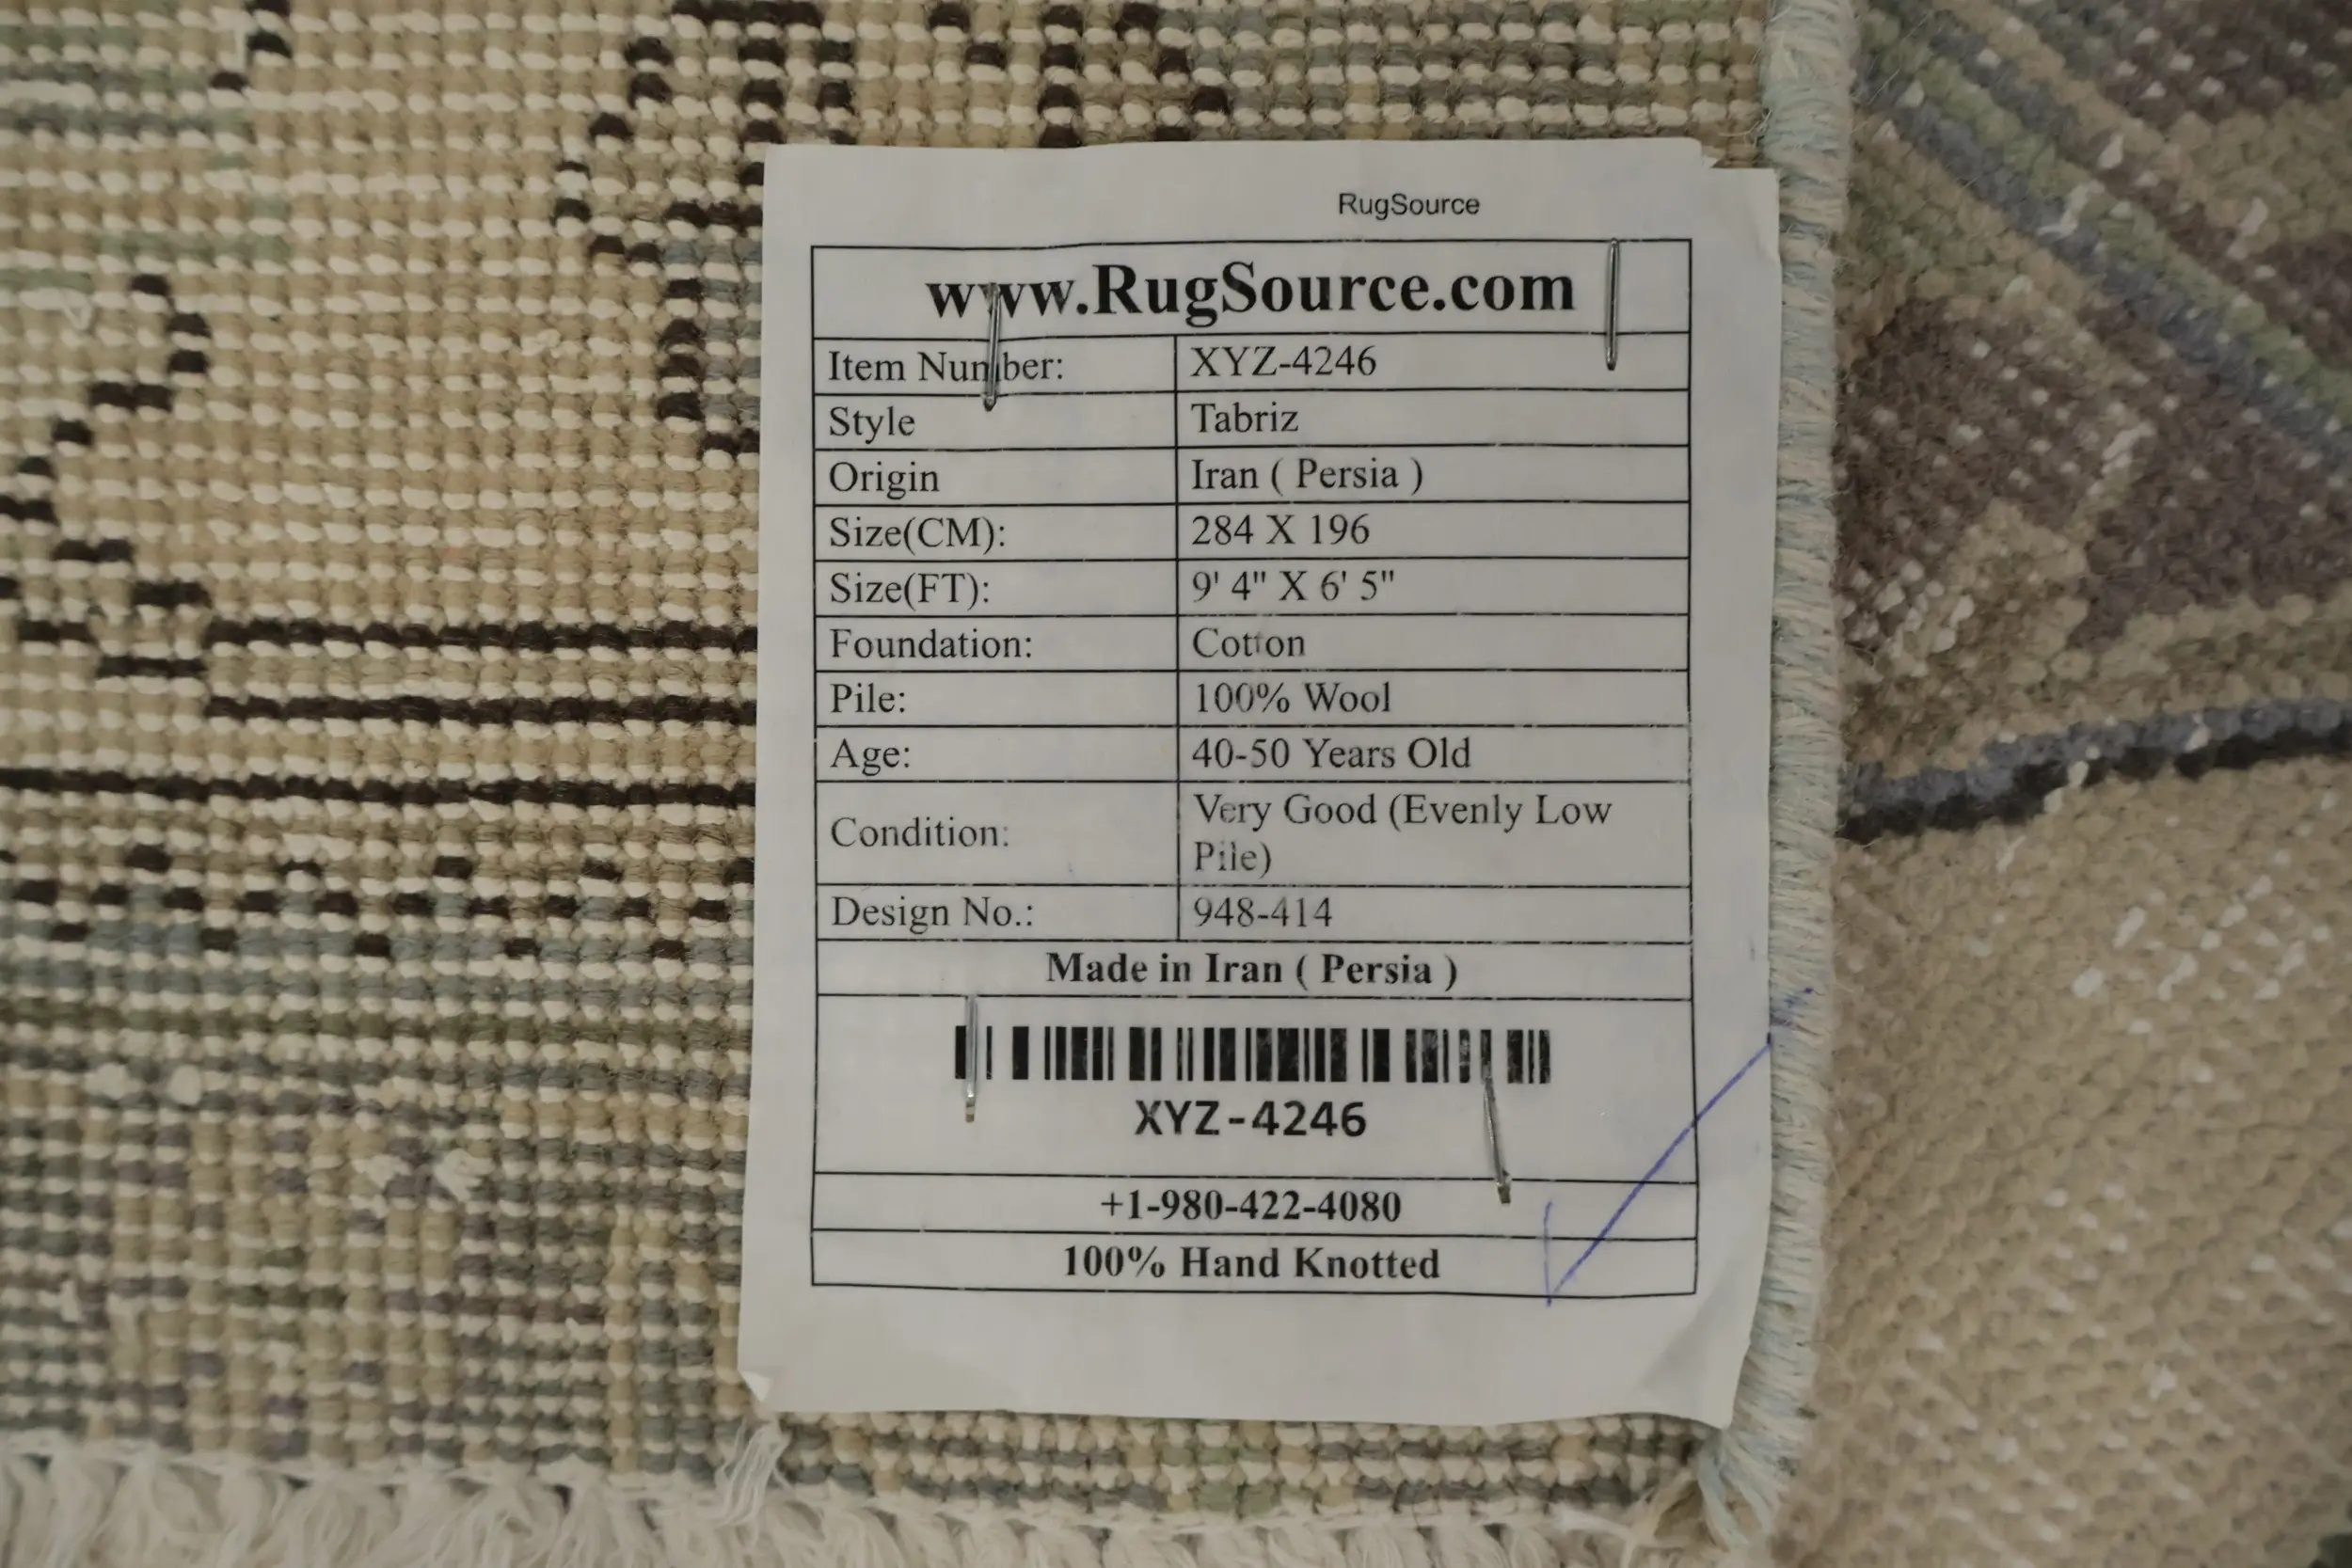 RugSource
www.RugSource.com
Item Number: XYZ-4246
Style Tabriz
Origin Iran ( Persia )
Size(CM): 284 X 196
Size(FT): 9' 4" X 6' 5"
Foundation: Cotton
Pile: 100% Wool
Age: 40-50 Years Old
Condition: Very Good (Evenly Low
Pile)
Design No.: 948-414
Made in Iran ( Persia )
XYZ-4246
+1-980-422-4080
100% Hand Knotted